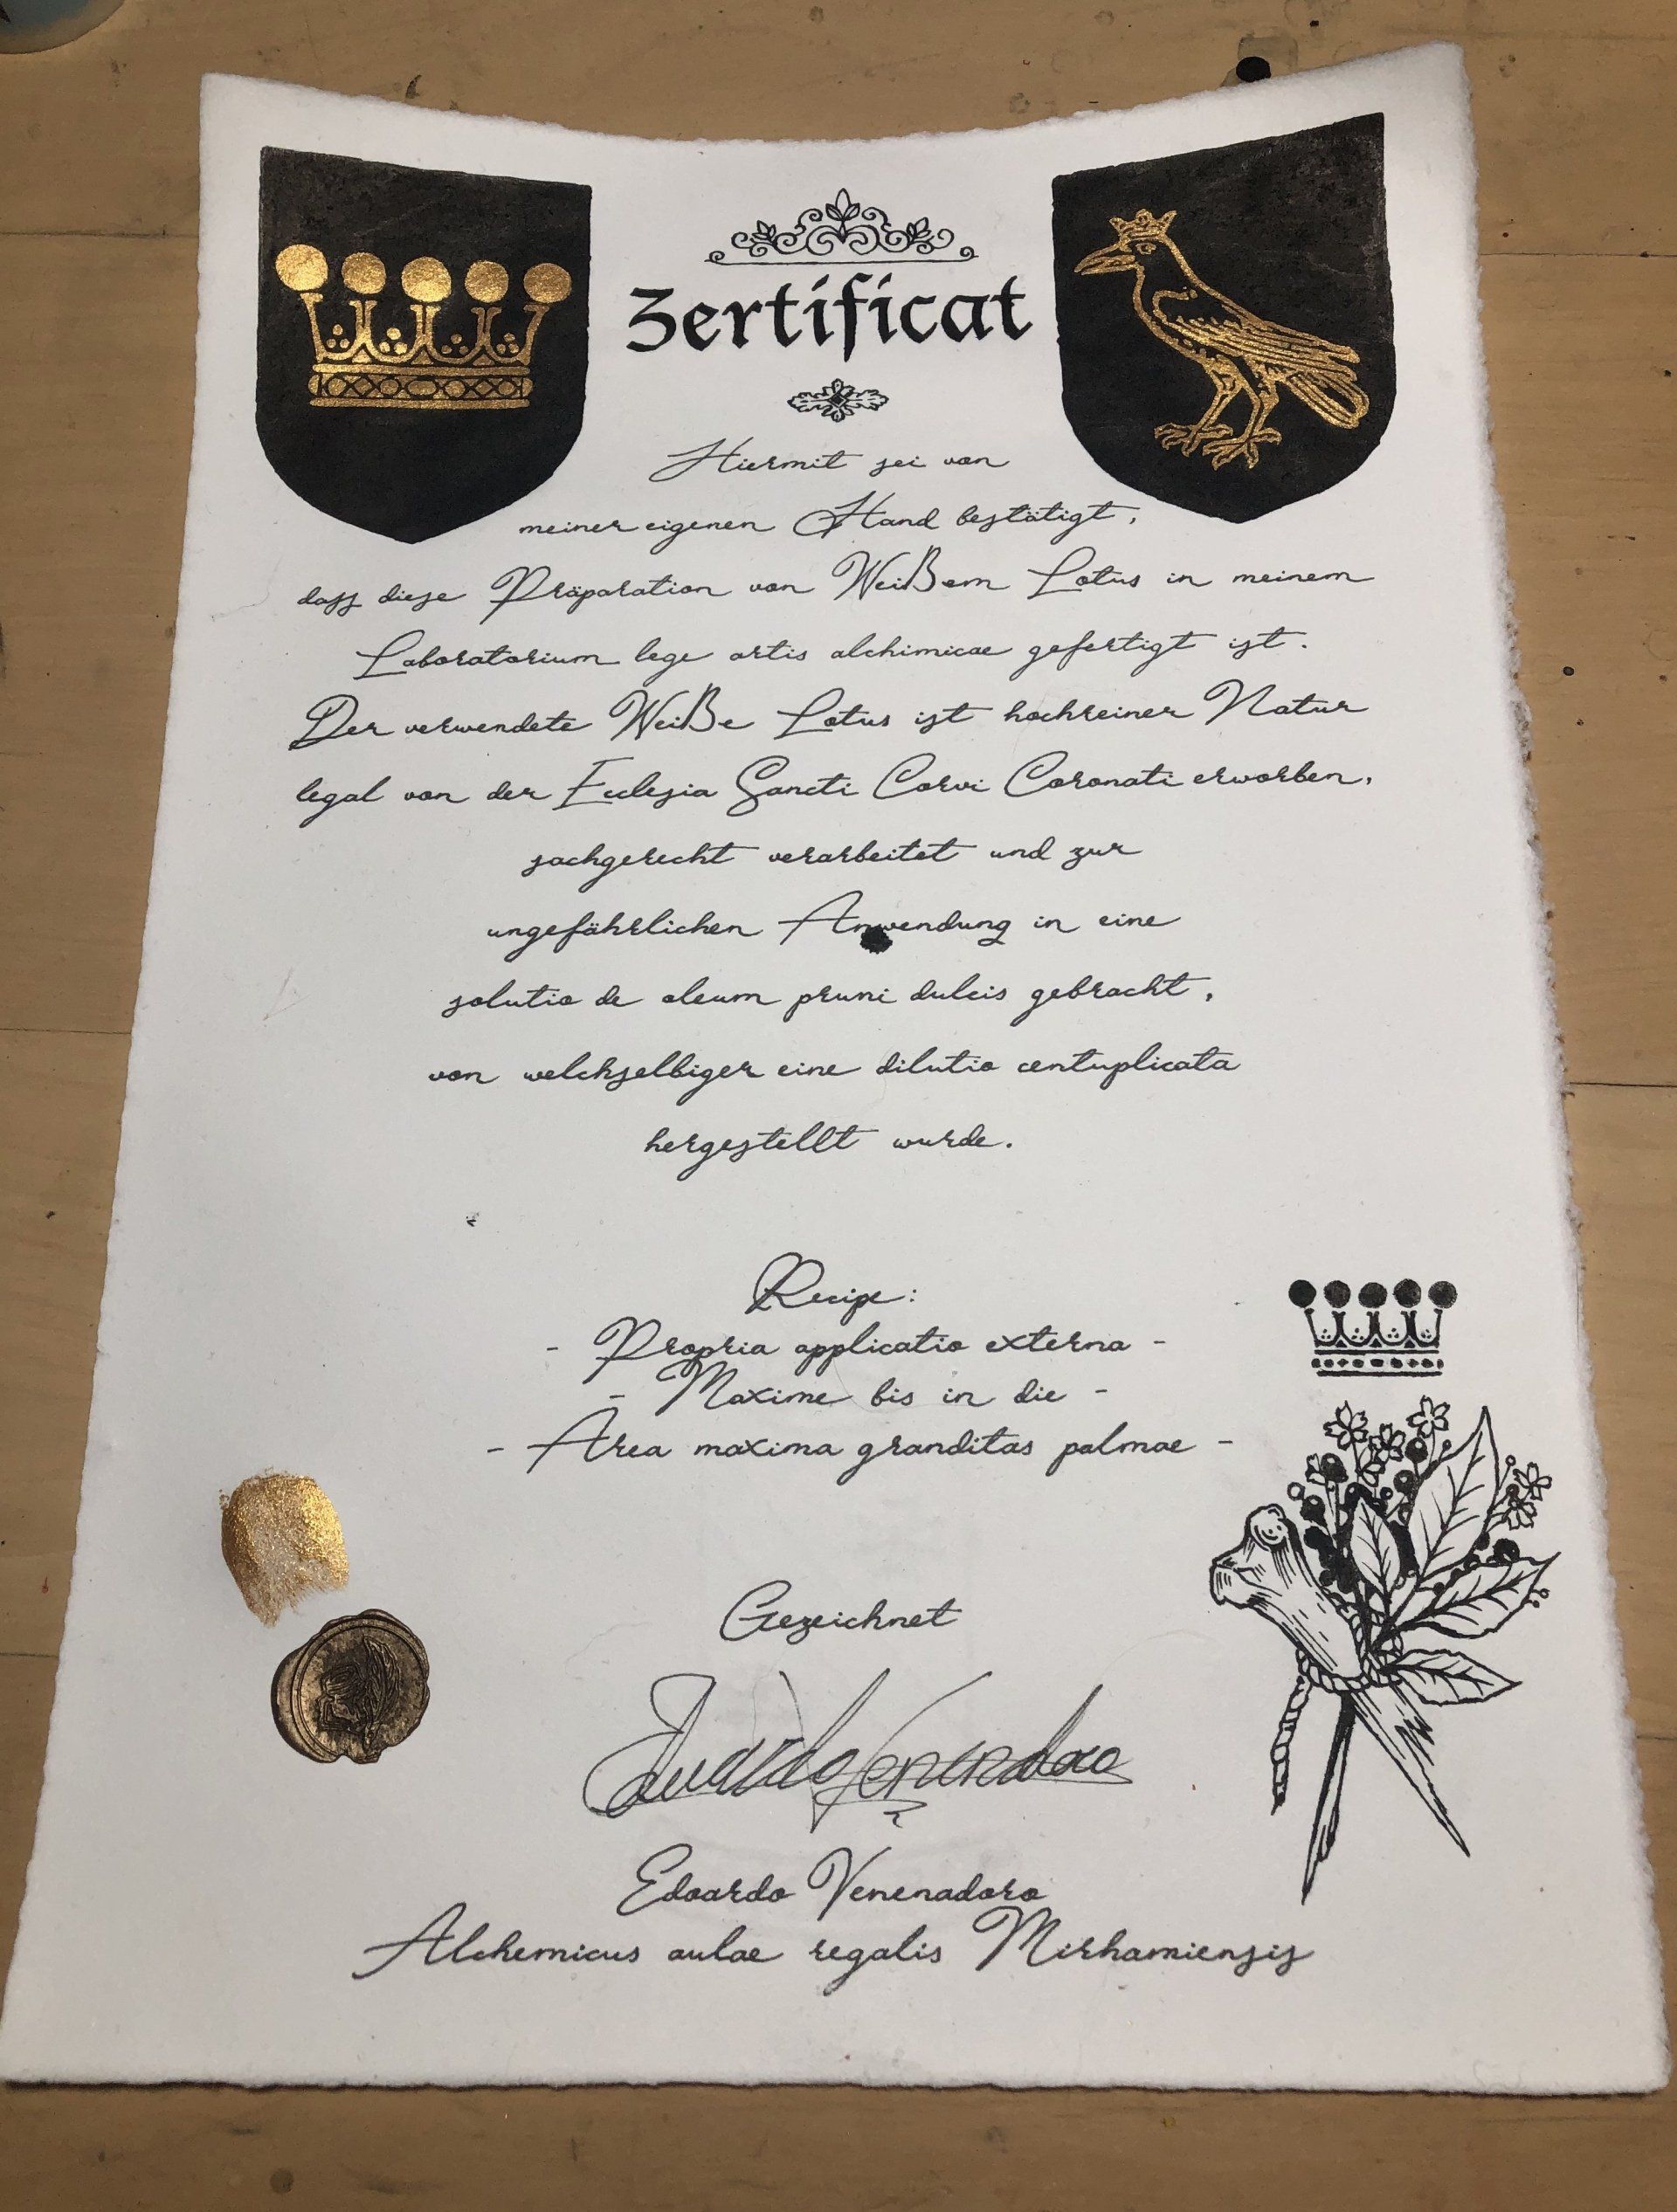 Zertificat
Hiermit sei von
meiner eigenen Hand bestätigt,
dass diese Präparation von Weißem Lotus in meinem
Laboratorium lege artis alchimicae gefertigt ist.
Der verwendete Weiße Lotus ist hochreiner Natur
legal von der Ecclesia Sancti Corvi Coronati erworben,
sachgerecht verarbeitet und zur
ungefährlichen Anwendung in eine
solutio de oleum pruni dulcis gebracht,
von welchselbiger eine dilutio centuplicata
hergestellt wurde.
Recipe:
- Propria applicatio externa -
- Maxime bis in die -
- Area maxima granditas palmae -
Gezeichnet
Edoardo Venenadoro
Edoardo Venenadoro
Alchemicus aulae regalis Mirhamiensis